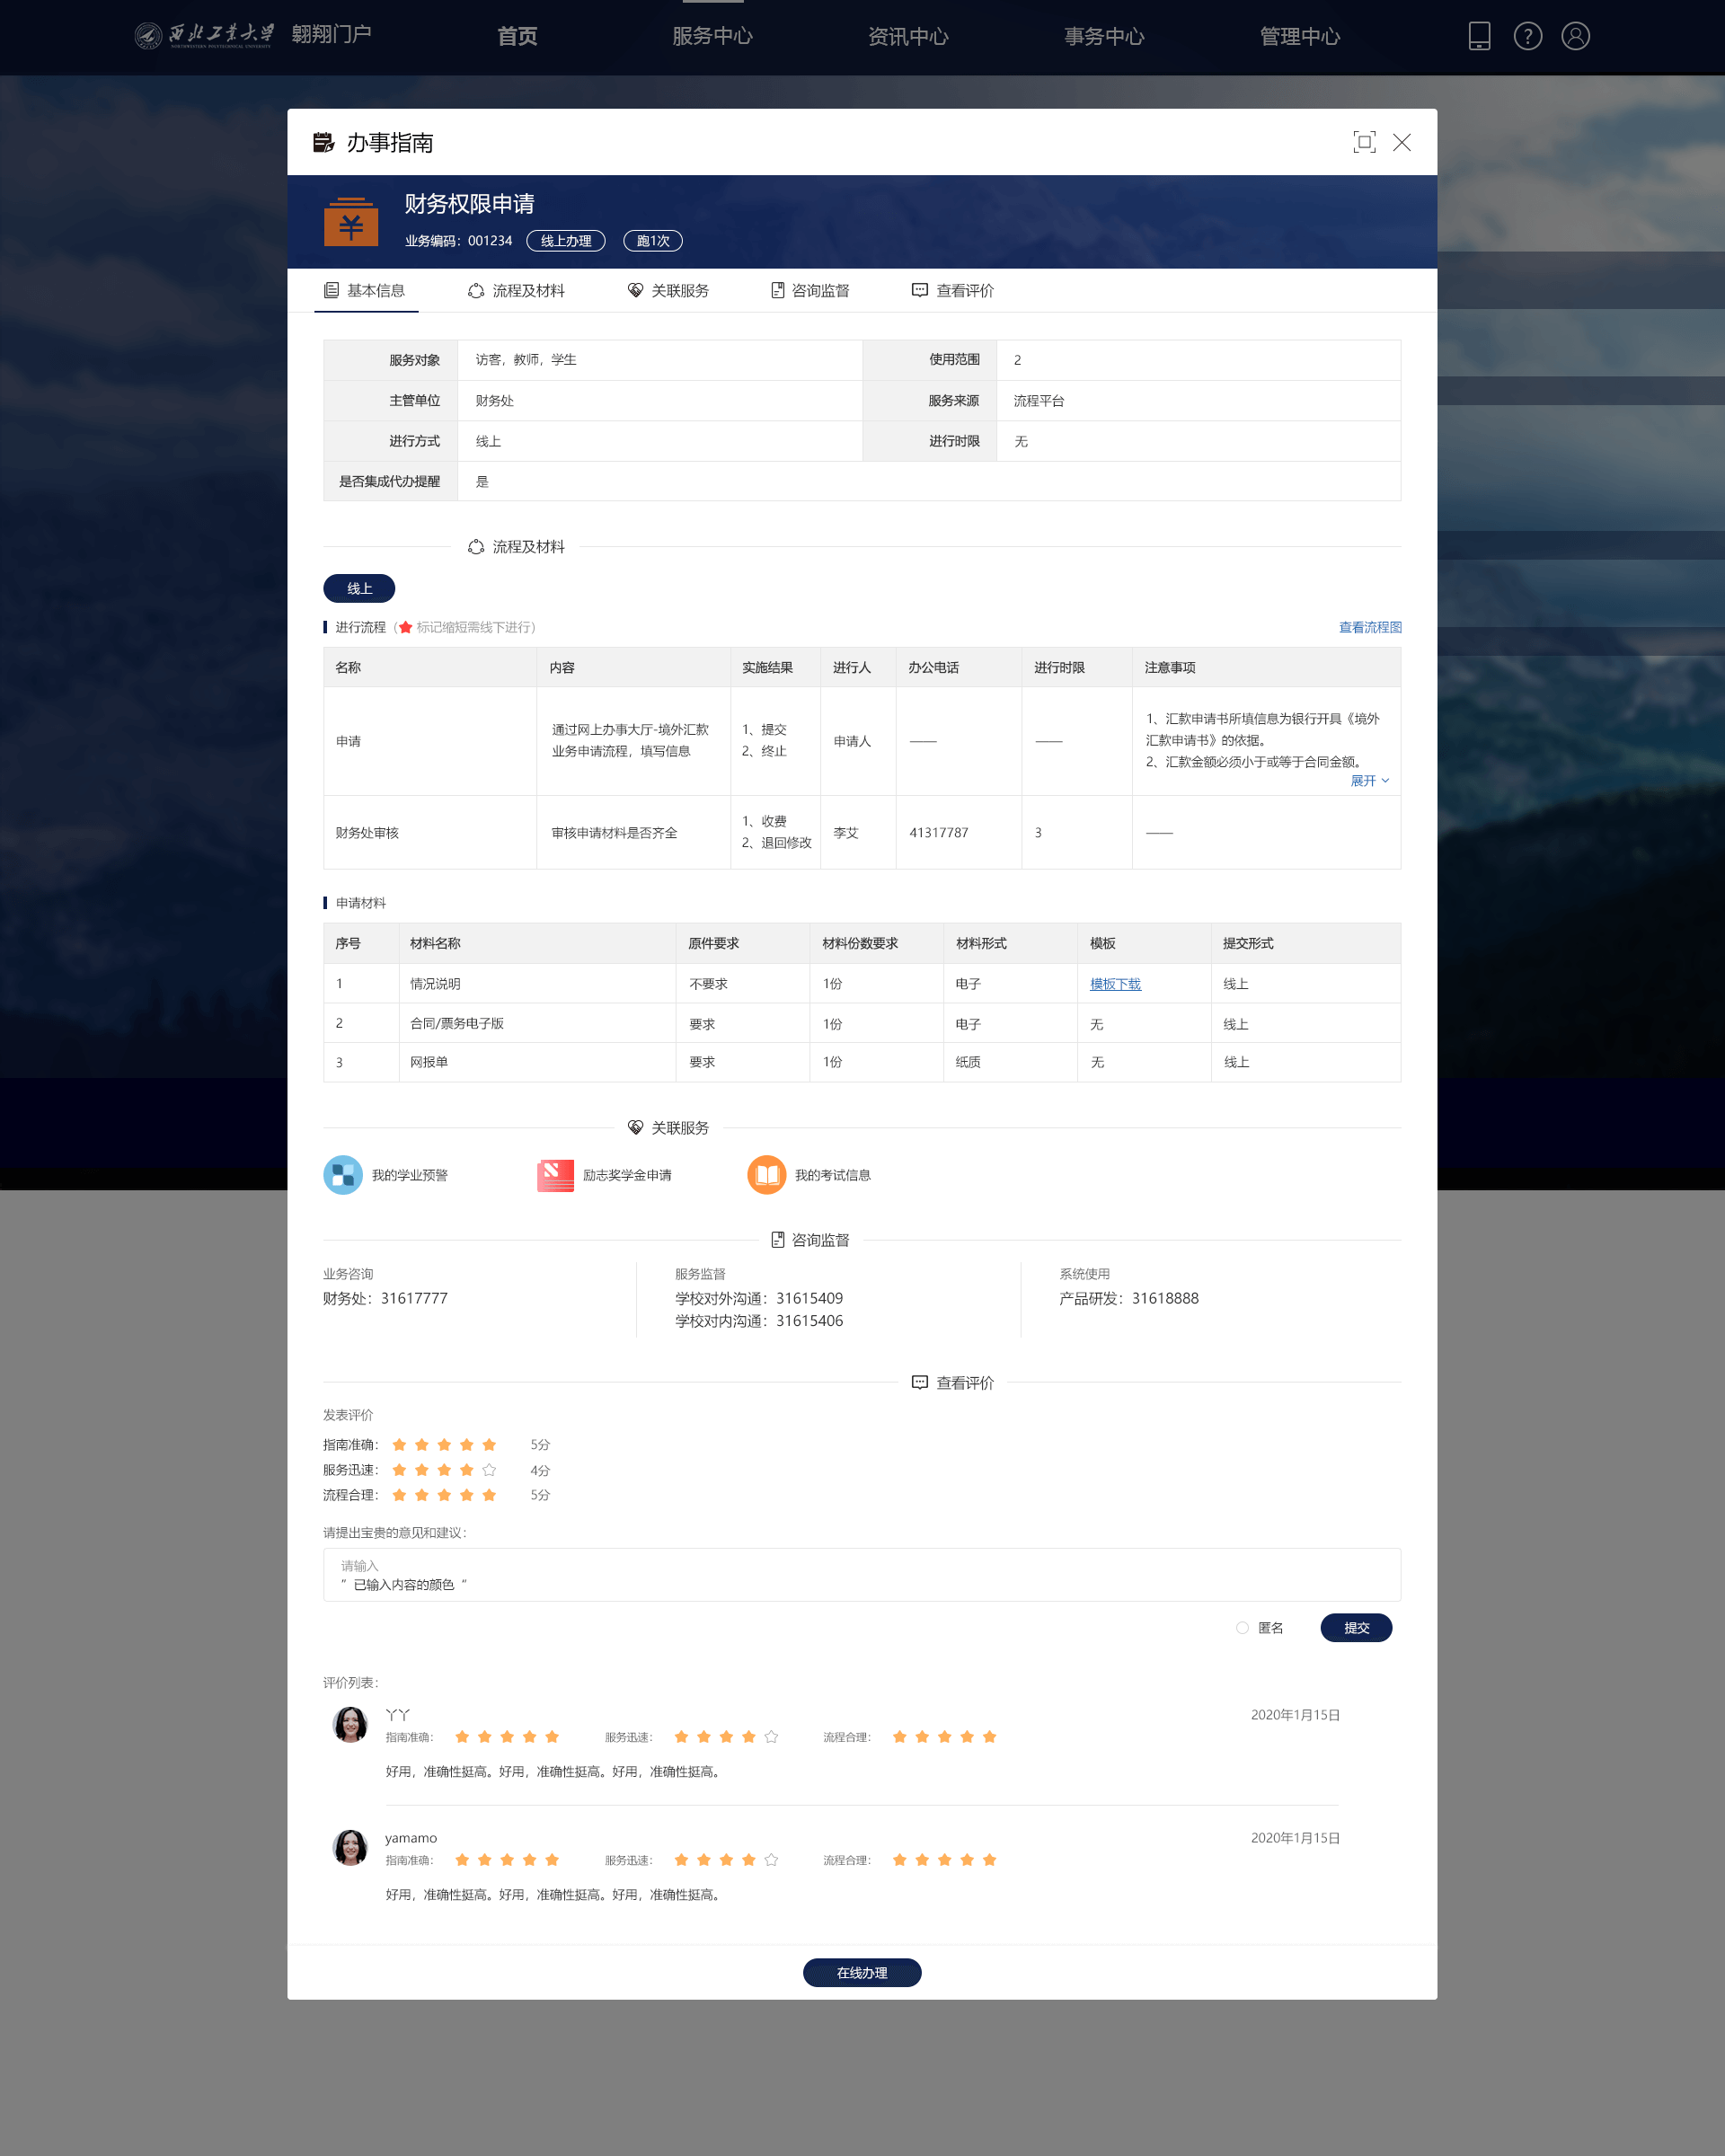 西北工业大学 翱翔门户 首页 服务中心 资讯中心 事务中心 管理中心
NORTHWESTERN POLYTECHNICAL UNIVERSITY
办事指南
财务权限申请
业务编码：001234 线上办理 跑1次
基本信息 流程及材料 关联服务 咨询监督 查看评价
服务对象 访客，教师，学生 使用范围 2
主管单位 财务处 服务来源 流程平台
进行方式 线上 进行时限 无
是否集成代办提醒 是
流程及材料
线上
进行流程（★ 标记缩短需线下进行） 查看流程图
名称 内容 实施结果 进行人 办公电话 进行时限 注意事项
申请 通过网上办事大厅-境外汇款 1、提交 申请人 —— —— 1、汇款申请书所填信息为银行开具《境外
业务申请流程，填写信息 2、终止 汇款申请书》的依据。
2、汇款金额必须小于或等于合同金额。
展开
财务处审核 审核申请材料是否齐全 1、收费 李艾 41317787 3 ——
2、退回修改
申请材料
序号 材料名称 原件要求 材料份数要求 材料形式 模板 提交形式
1 情况说明 不要求 1份 电子 模板下载 线上
2 合同/票务电子版 要求 1份 电子 无 线上
3 网报单 要求 1份 纸质 无 线上
关联服务
我的学业预警 励志奖学金申请 我的考试信息
咨询监督
业务咨询 服务监督 系统使用
财务处：31617777 学校对外沟通：31615409 产品研发：31618888
学校对内沟通：31615406
查看评价
发表评价
指南准确： 5分
服务迅速： 4分
流程合理： 5分
请提出宝贵的意见和建议：
请输入
”已输入内容的颜色“
匿名 提交
评价列表：
丫丫 2020年1月15日
指南准确： 服务迅速： 流程合理：
好用，准确性挺高。好用，准确性挺高。好用，准确性挺高。
yamamo 2020年1月15日
指南准确： 服务迅速： 流程合理：
好用，准确性挺高。好用，准确性挺高。好用，准确性挺高。
在线办理